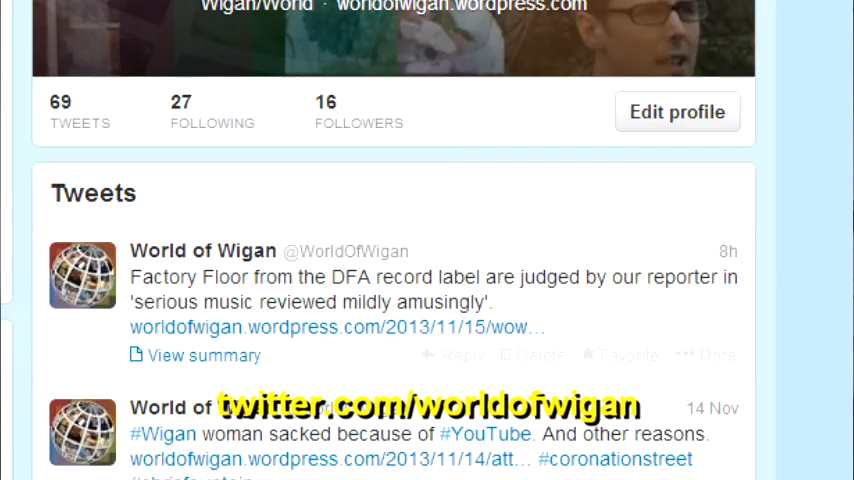 Wigan/World · worldofwigan.wordpress.com
69 27 16
TWEETS FOLLOWING FOLLOWERS
Edit profile
Tweets
World of Wigan @WorldOfWigan 8h
Factory Floor from the DFA record label are judged by our reporter in
'serious music reviewed mildly amusingly'.
worldofwigan.wordpress.com/2013/11/15/wow…
View summary Reply Delete Favorite More
twitter.com/worldofwigan
World of 14 Nov
#Wigan woman sacked because of #YouTube. And other reasons.
worldofwigan.wordpress.com/2013/11/14/att… #coronationstreet